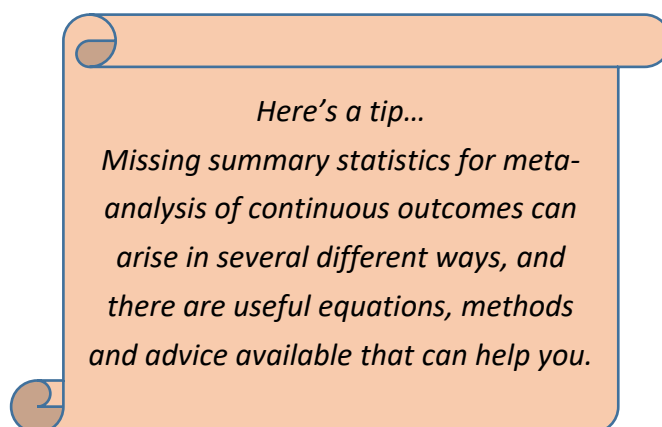 Here’s a tip…
Missing summary statistics for meta-
analysis of continuous outcomes can
arise in several different ways, and
there are useful equations, methods
and advice available that can help you.